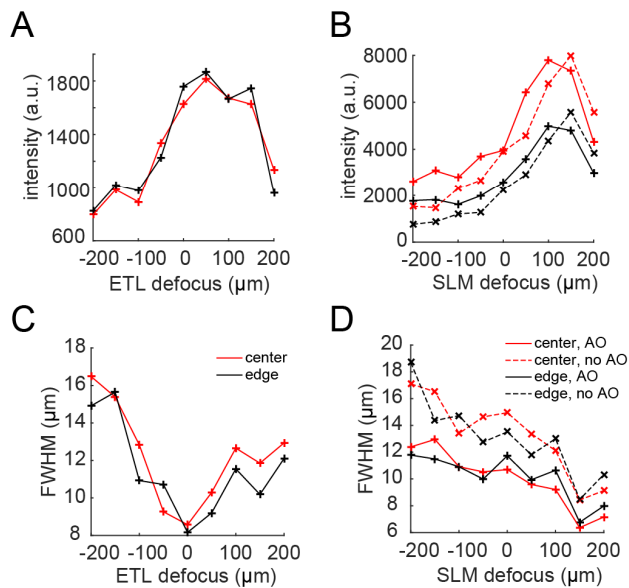 A
intensity (a.u.)
1800
1400
1000
600
-200 -100 0 100 200
ETL defocus (µm)
B
intensity (a.u.)
8000
6000
4000
2000
0
-200 -100 0 100 200
SLM defocus (µm)
C
FWHM (µm)
18
16
14
12
10
8
center
edge
-200 -100 0 100 200
ETL defocus (µm)
D
FWHM (µm)
20
18
16
14
12
10
8
6
center, AO
center, no AO
edge, AO
edge, no AO
-200 -100 0 100 200
SLM defocus (µm)